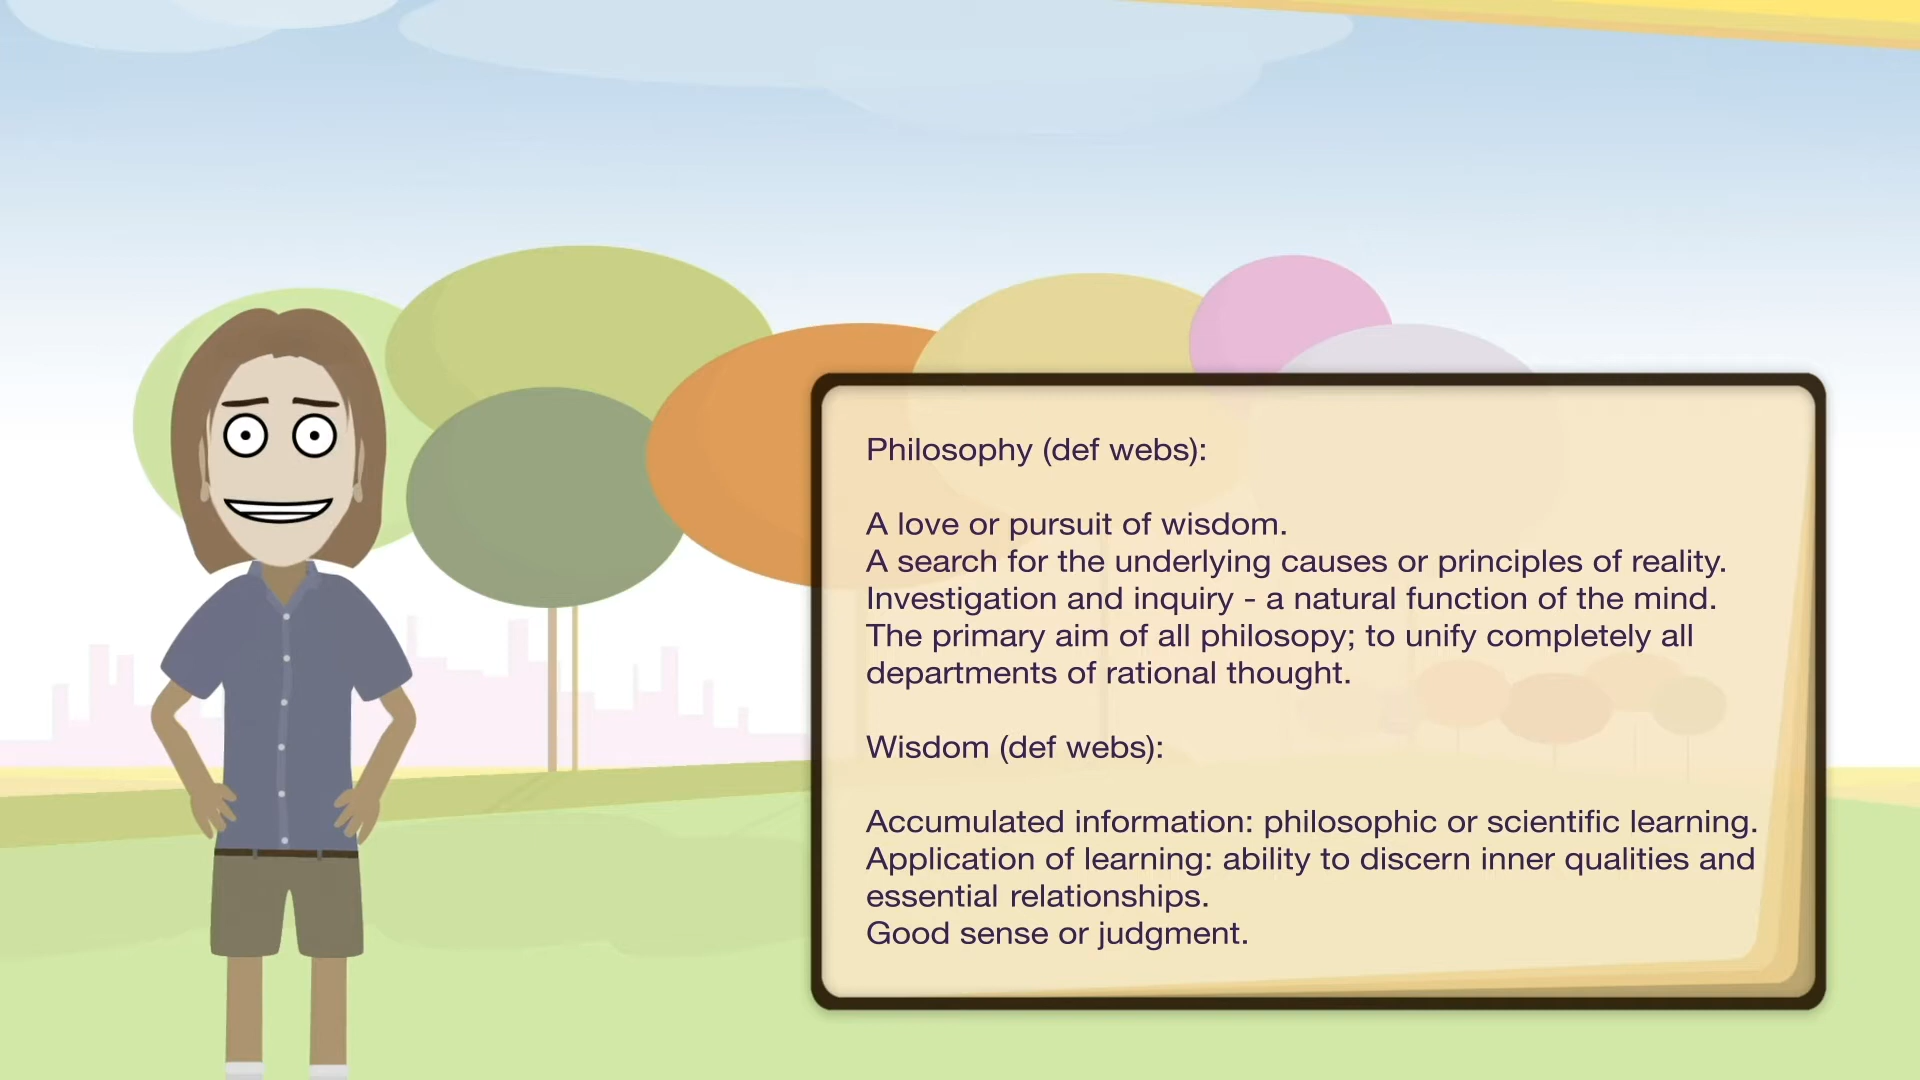 Philosophy (def webs):
A love or pursuit of wisdom.
A search for the underlying causes or principles of reality.
Investigation and inquiry - a natural function of the mind.
The primary aim of all philosopy; to unify completely all
departments of rational thought.
Wisdom (def webs):
Accumulated information: philosophic or scientific learning.
Application of learning: ability to discern inner qualities and
essential relationships.
Good sense or judgment.